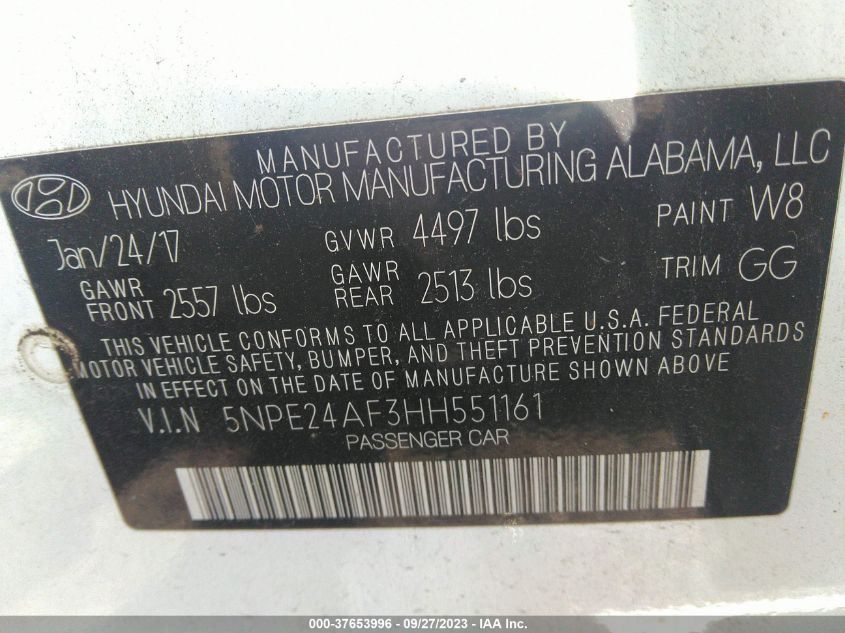 MANUFACTURED BY
HYUNDAI MOTOR MANUFACTURING ALABAMA, LLC
Jan/24/17 GVWR 4497 lbs PAINT W8
GAWR FRONT 2557 lbs GAWR REAR 2513 lbs TRIM GG
THIS VEHICLE CONFORMS TO ALL APPLICABLE U.S.A. FEDERAL
MOTOR VEHICLE SAFETY, BUMPER, AND THEFT PREVENTION STANDARDS
IN EFFECT ON THE DATE OF MANUFACTURE SHOWN ABOVE
V.I.N 5NPE24AF3HH551161
PASSENGER CAR
000-37653996 - 09/27/2023 - IAA Inc.